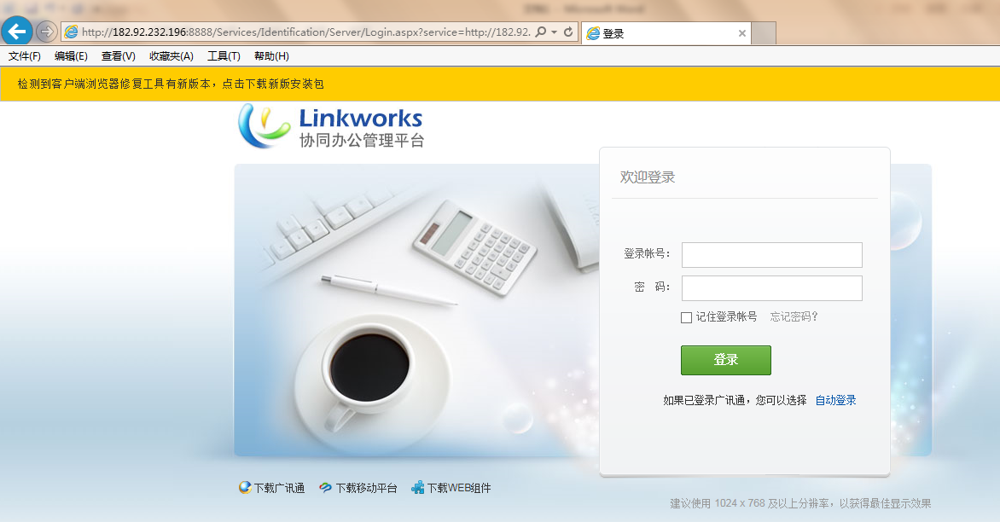 http://182.92.232.196:8888/Services/Identification/Server/Login.aspx?service=http://182.92.
登录
文件(F) 编辑(E) 查看(V) 收藏夹(A) 工具(T) 帮助(H)
检测到客户端浏览器修复工具有新版本，点击下载新版安装包
Linkworks
协同办公管理平台
欢迎登录
登录帐号：
密 码：
记住登录帐号 忘记密码?
登录
如果已登录广讯通，您可以选择 自动登录
下载广讯通 下载移动平台 下载WEB组件
建议使用 1024 x 768 及以上分辨率，以获得最佳显示效果